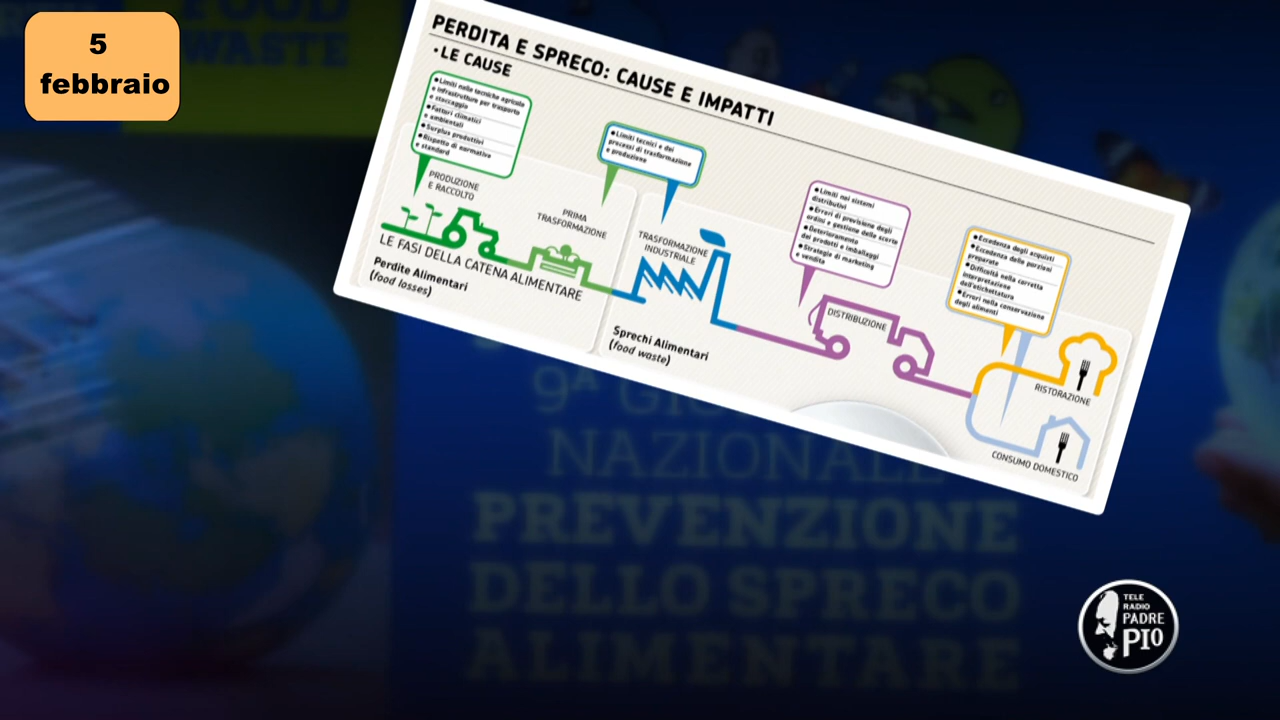 5
febbraio
FOOD
WASTE
PERDITA E SPRECO: CAUSE E IMPATTI
• LE CAUSE
● Limiti nelle tecniche agricole
e infrastrutture per trasporto
e stoccaggio
● Fattori climatici
e ambientali
● Surplus produttivi
● Rispetto di normative
e standard
PRODUZIONE
E RACCOLTO
● Limiti tecnici e dei
processi di trasformazione
e produzione
PRIMA
TRASFORMAZIONE
TRASFORMAZIONE
INDUSTRIALE
● Limiti nei sistemi
distributivi
● Errori di previsione degli
ordini e gestione delle scorte
● Deterioramento
dei prodotti e imballaggi
● Strategie di marketing
e vendita
DISTRIBUZIONE
● Eccedenza degli acquisti
● Eccedenza delle porzioni
preparate
● Difficoltà nella corretta
interpretazione
dell'etichettatura
● Errori nella conservazione
degli alimenti
RISTORAZIONE
CONSUMO DOMESTICO
LE FASI DELLA CATENA ALIMENTARE
Perdite Alimentari
(food losses)
Sprechi Alimentari
(food waste)
9ª
NAZIONALE
PREVENZIONE
DELLO SPRECO
ALIMENTARE
TELE
RADIO
PADRE
PIO